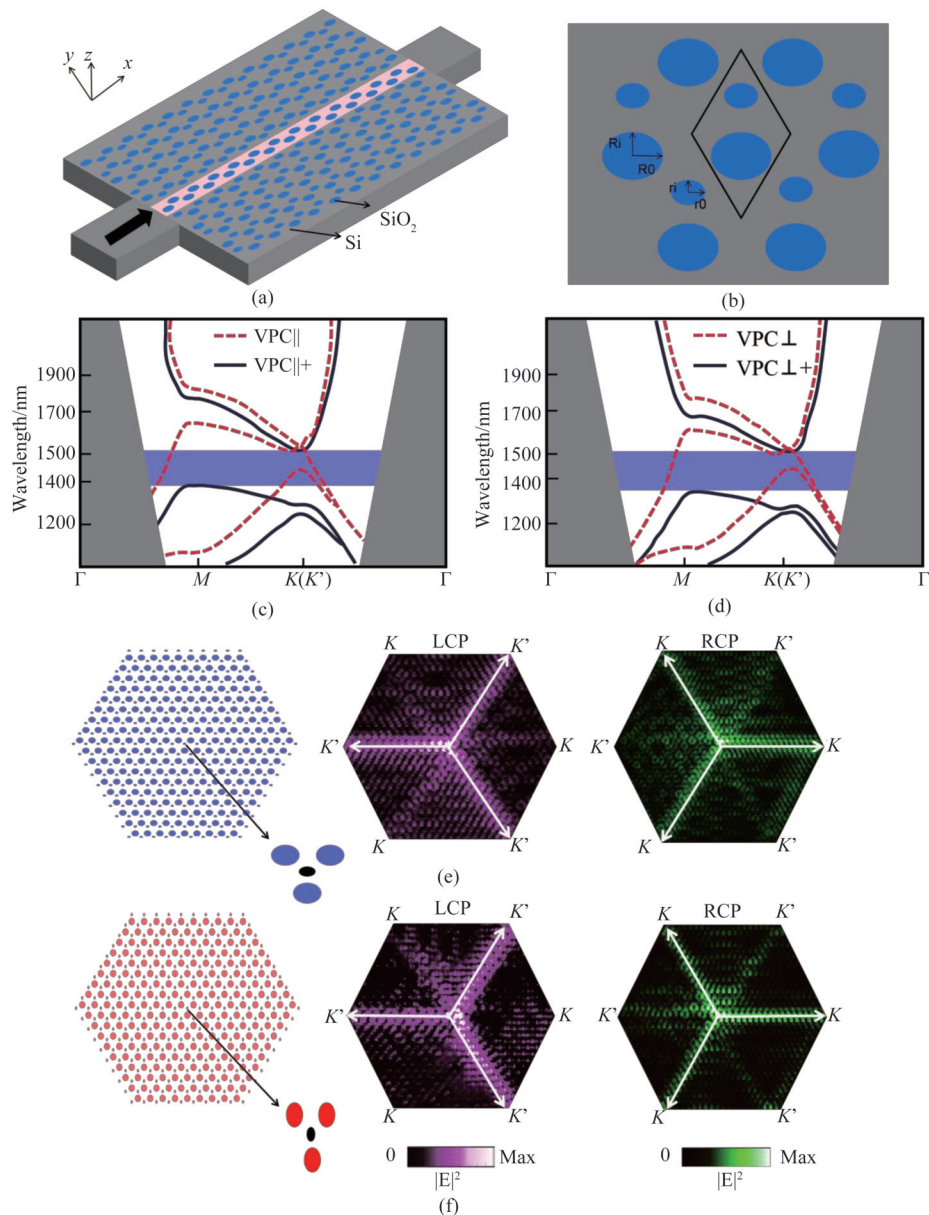 y z x
SiO₂
Si
(a)
Ri
R0
ri
r0
(b)
VPC||
VPC||+
1900
1700
1500
1400
1200
Wavelength/nm
Γ M K(K’) Γ
(c)
VPC⊥
VPC⊥+
1900
1700
1500
1400
1200
Wavelength/nm
Γ M K(K’) Γ
(d)
K LCP K’
K’ K
K K’
K RCP K’
K’ K
K K’
(e)
K LCP K’
K’ K
K K’
K RCP K’
K’ K
K K’
0 Max
|E|²
0 Max
|E|²
(f)